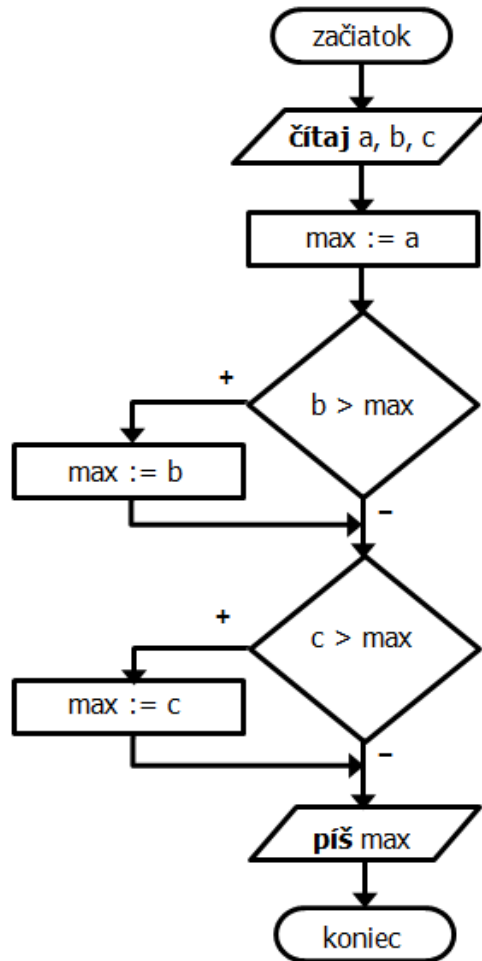 začiatok
čítaj a, b, c
max := a
b > max
+
max := b
–
c > max
+
max := c
–
píš max
koniec